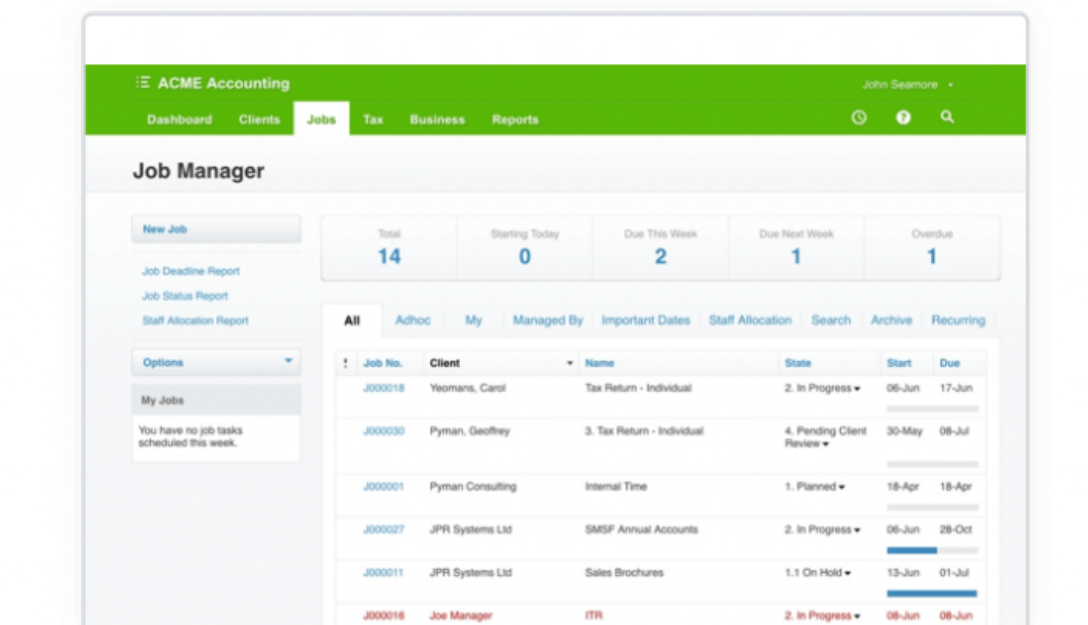 ACME Accounting
John Seamore
Dashboard Clients Jobs Tax Business Reports
?
Job Manager
New Job
Job Deadline Report
Job Status Report
Staff Allocation Report
Options
My Jobs
You have no job tasks
scheduled this week.
Total Starting Today Due This Week Due Next Week Overdue
14 0 2 1 1
All Adhoc My Managed By Important Dates Staff Allocation Search Archive Recurring
! Job No. Client Name State Start Due
J000018 Yeomans, Carol Tax Return - Individual 2. In Progress 06-Jun 17-Jun
J000030 Pyman, Geoffrey 3. Tax Return - Individual 4. Pending Client 30-May 08-Jul
Review
J000001 Pyman Consulting Internal Time 1. Planned 18-Apr 18-Apr
J000027 JPR Systems Ltd SMSF Annual Accounts 2. In Progress 06-Jun 28-Oct
J000011 JPR Systems Ltd Sales Brochures 1.1 On Hold 13-Jun 01-Jul
J000016 Joe Manager ITR 2. In Progress 08-Jun 08-Jun